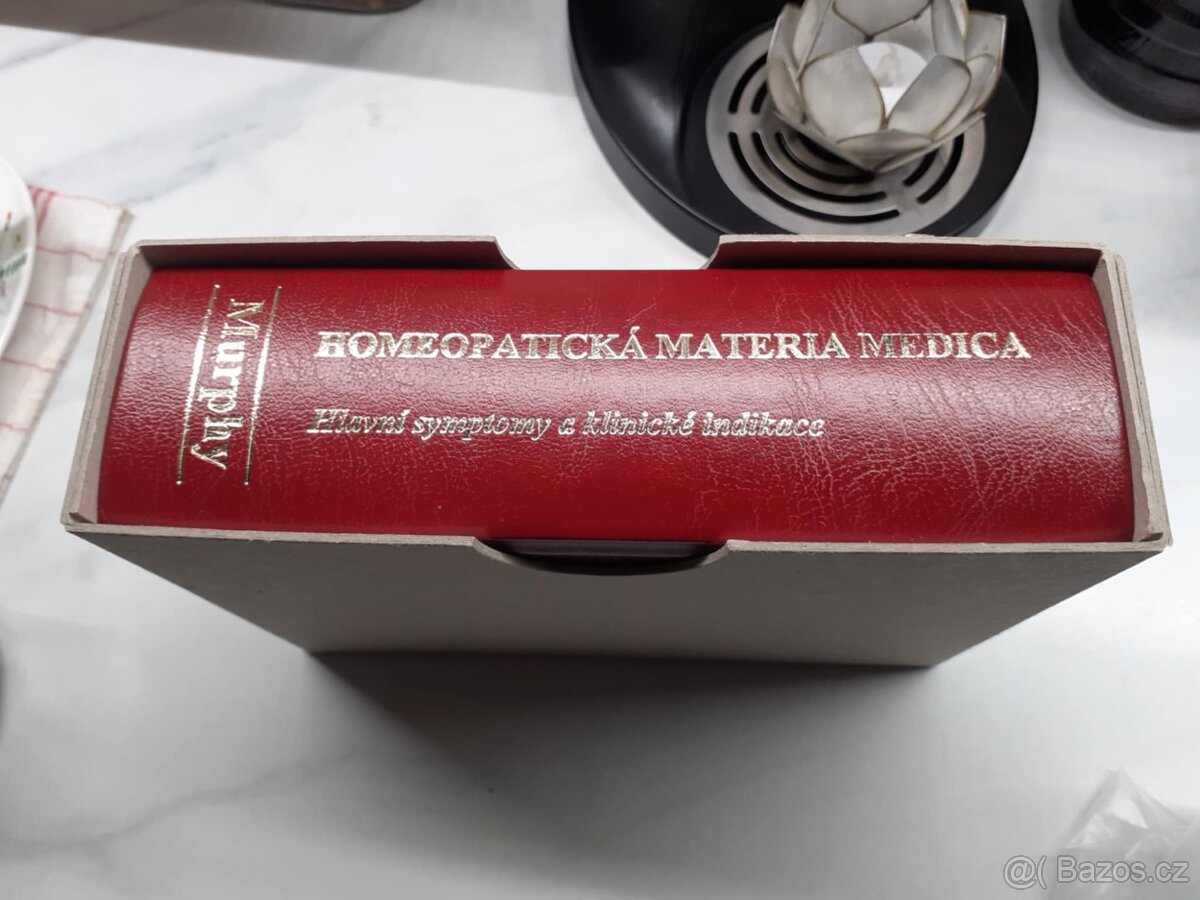 Murphy
HOMEOPATICKÁ MATERIA MEDICA
Hlavní symptomy a klinické indikace
@( Bazos.cz